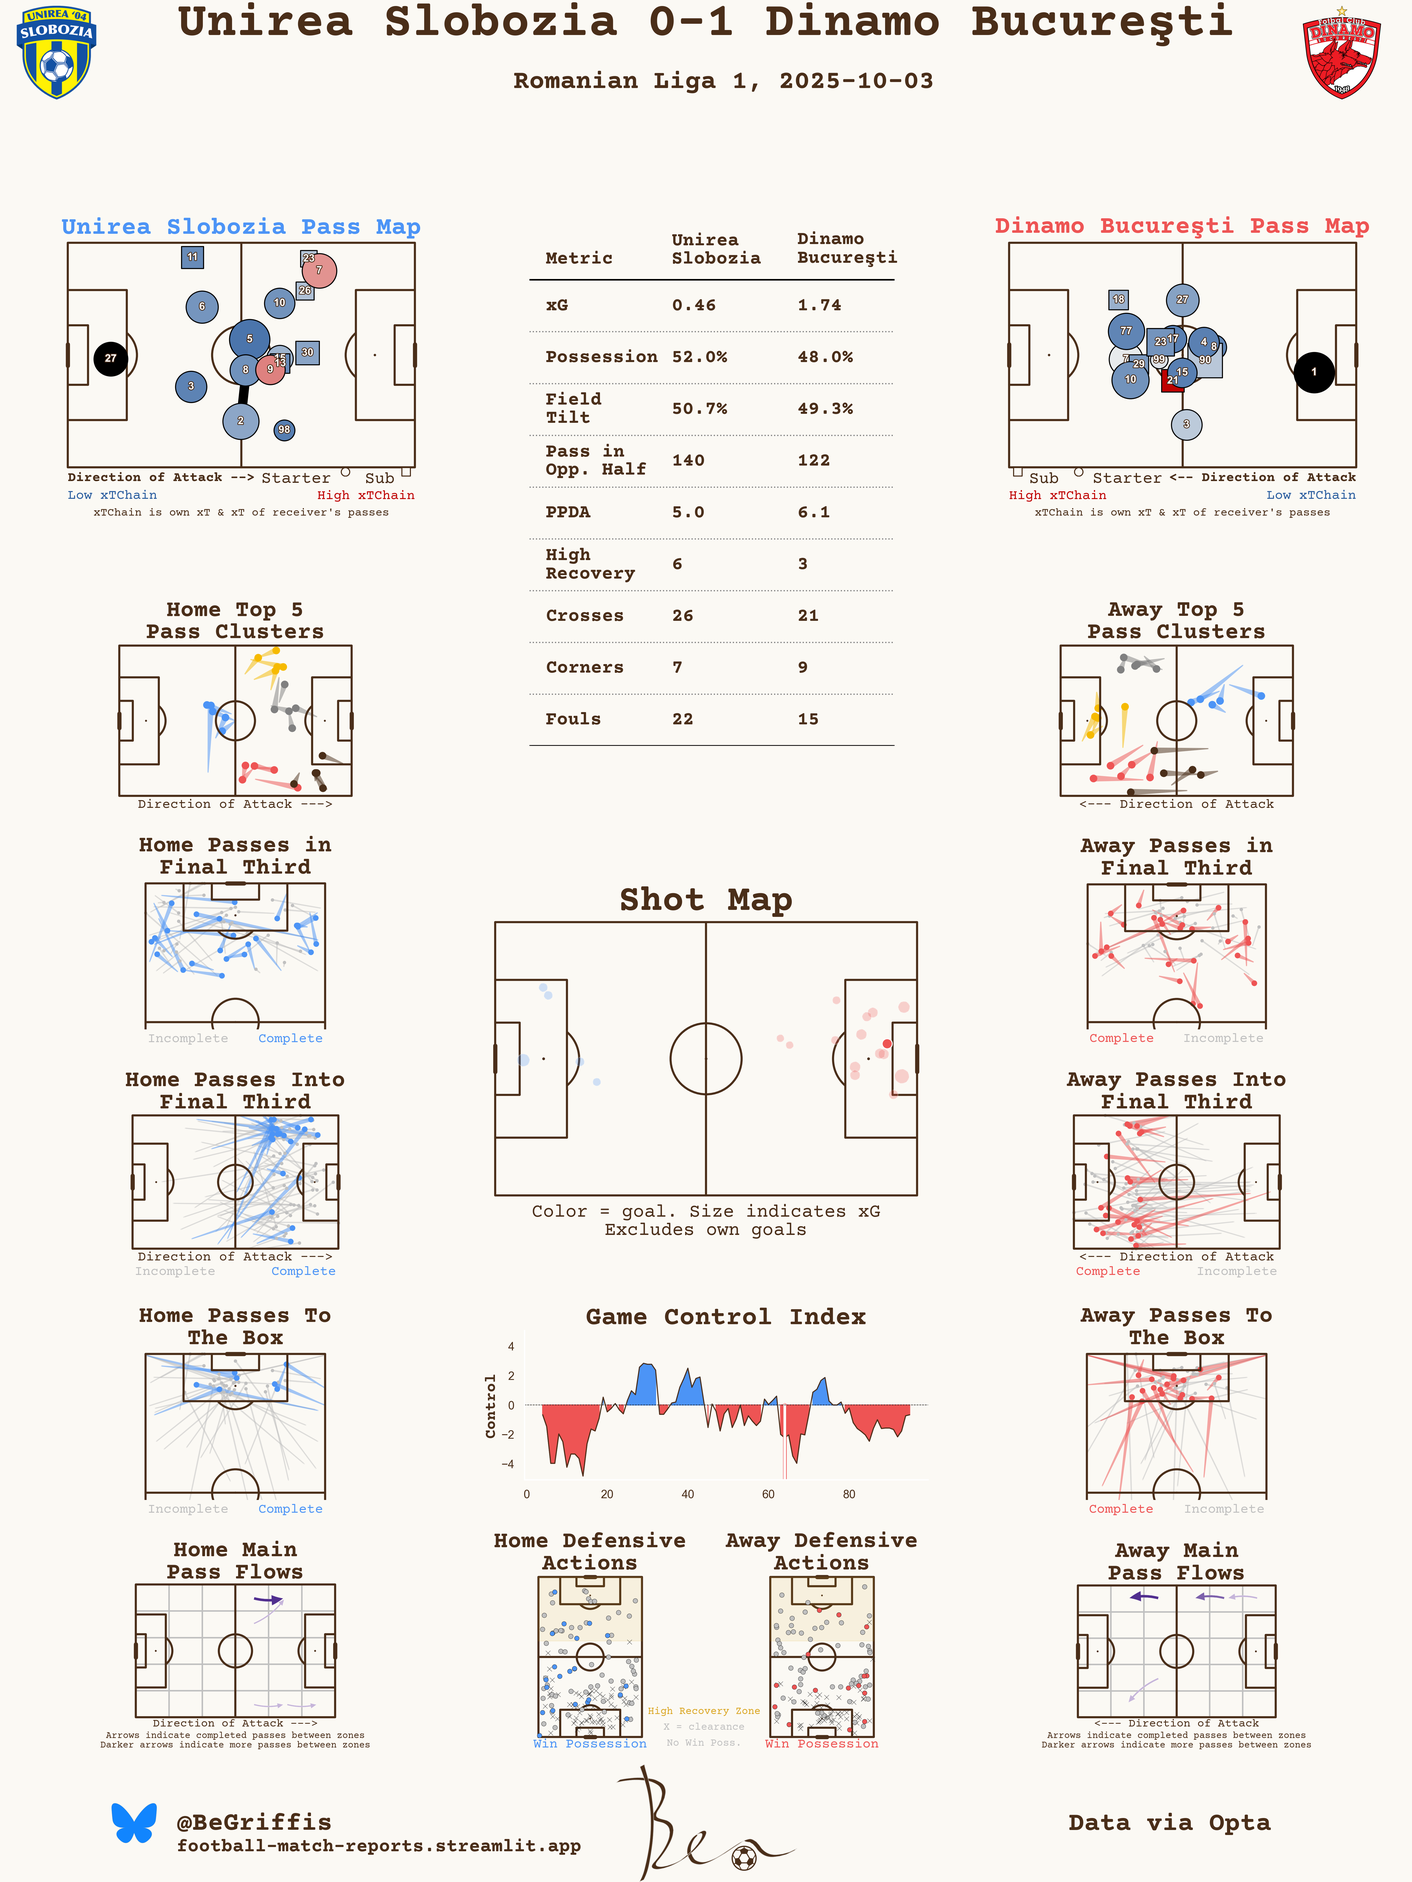 Unirea Slobozia 0-1 Dinamo Bucureşti
Romanian Liga 1, 2025-10-03
UNIREA '04
SLOBOZIA
Fotbal Club
DINAMO
BUCUREȘTI
1948
Unirea Slobozia Pass Map
11
23
7
26
6
10
5
27
15
13
30
8
9
3
2
98
Direction of Attack --> Starter Sub
Low xTChain High xTChain
xTChain is own xT & xT of receiver's passes
Metric Unirea Slobozia Dinamo Bucureşti
xG 0.46 1.74
Possession 52.0% 48.0%
Field Tilt 50.7% 49.3%
Pass in Opp. Half 140 122
PPDA 5.0 6.1
High Recovery 6 3
Crosses 26 21
Corners 7 9
Fouls 22 15
Dinamo Bucureşti Pass Map
18
27
77
23
17
4
8
7
29
99
90
10
21
15
1
3
Sub Starter <-- Direction of Attack
High xTChain Low xTChain
xTChain is own xT & xT of receiver's passes
Home Top 5
Pass Clusters
Direction of Attack --->
Away Top 5
Pass Clusters
<--- Direction of Attack
Home Passes in
Final Third
Incomplete Complete
Away Passes in
Final Third
Complete Incomplete
Shot Map
Color = goal. Size indicates xG
Excludes own goals
Home Passes Into
Final Third
Direction of Attack --->
Incomplete Complete
Away Passes Into
Final Third
<--- Direction of Attack
Complete Incomplete
Home Passes To
The Box
Incomplete Complete
Game Control Index
Control
4
2
0
−2
−4
0 20 40 60 80
Away Passes To
The Box
Complete Incomplete
Home Main
Pass Flows
Direction of Attack --->
Arrows indicate completed passes between zones
Darker arrows indicate more passes between zones
Home Defensive
Actions
Win Possession
High Recovery Zone
X = clearance
No Win Poss.
Away Defensive
Actions
Win Possession
Away Main
Pass Flows
<--- Direction of Attack
Arrows indicate completed passes between zones
Darker arrows indicate more passes between zones
@BeGriffis
football-match-reports.streamlit.app
Ben
Data via Opta